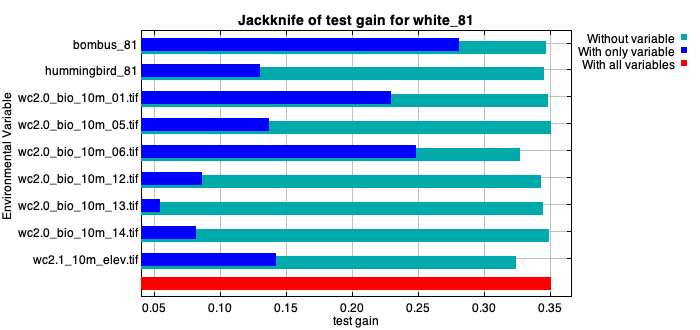 Jackknife of test gain for white_81
Without variable
With only variable
With all variables
Environmental Variable
bombus_81
hummingbird_81
wc2.0_bio_10m_01.tif
wc2.0_bio_10m_05.tif
wc2.0_bio_10m_06.tif
wc2.0_bio_10m_12.tif
wc2.0_bio_10m_13.tif
wc2.0_bio_10m_14.tif
wc2.1_10m_elev.tif
0.05 0.10 0.15 0.20 0.25 0.30 0.35
test gain